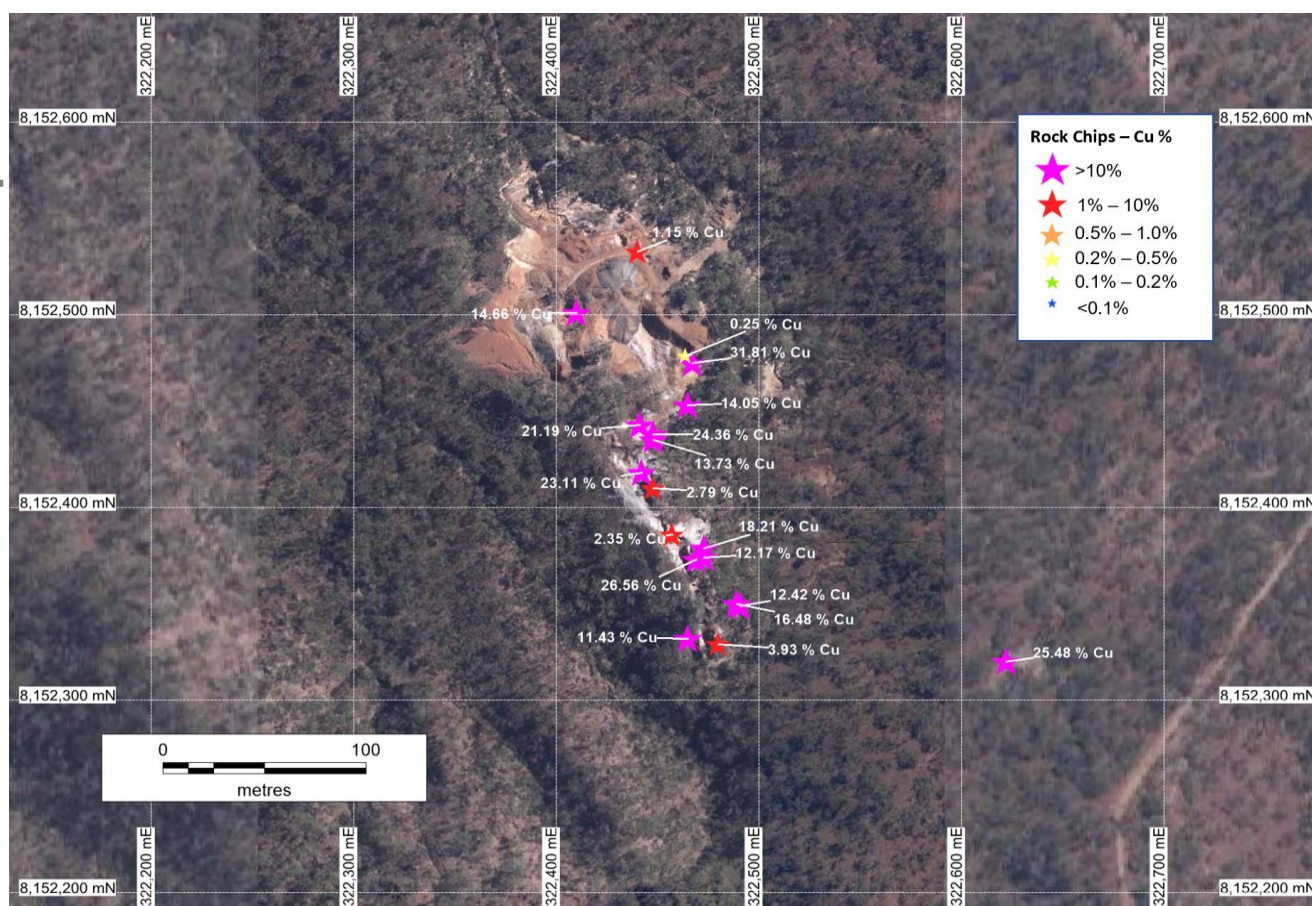 322,200 mE
322,300 mE
322,400 mE
322,500 mE
322,600 mE
322,700 mE
8,152,600 mN
8,152,600 mN
Rock Chips – Cu %
>10%
1% – 10%
0.5% – 1.0%
0.2% – 0.5%
0.1% – 0.2%
<0.1%
1.15 % Cu
14.66 % Cu
8,152,500 mN
8,152,500 mN
0.25 % Cu
31.81 % Cu
14.05 % Cu
21.19 % Cu
24.36 % Cu
13.73 % Cu
23.11 % Cu
2.79 % Cu
8,152,400 mN
8,152,400 mN
18.21 % Cu
2.35 % Cu
12.17 % Cu
26.56 % Cu
12.42 % Cu
16.48 % Cu
11.43 % Cu
3.93 % Cu
25.48 % Cu
8,152,300 mN
8,152,300 mN
0 100
metres
322,200 mE
322,300 mE
322,400 mE
322,500 mE
322,600 mE
322,700 mE
8,152,200 mN
8,152,200 mN